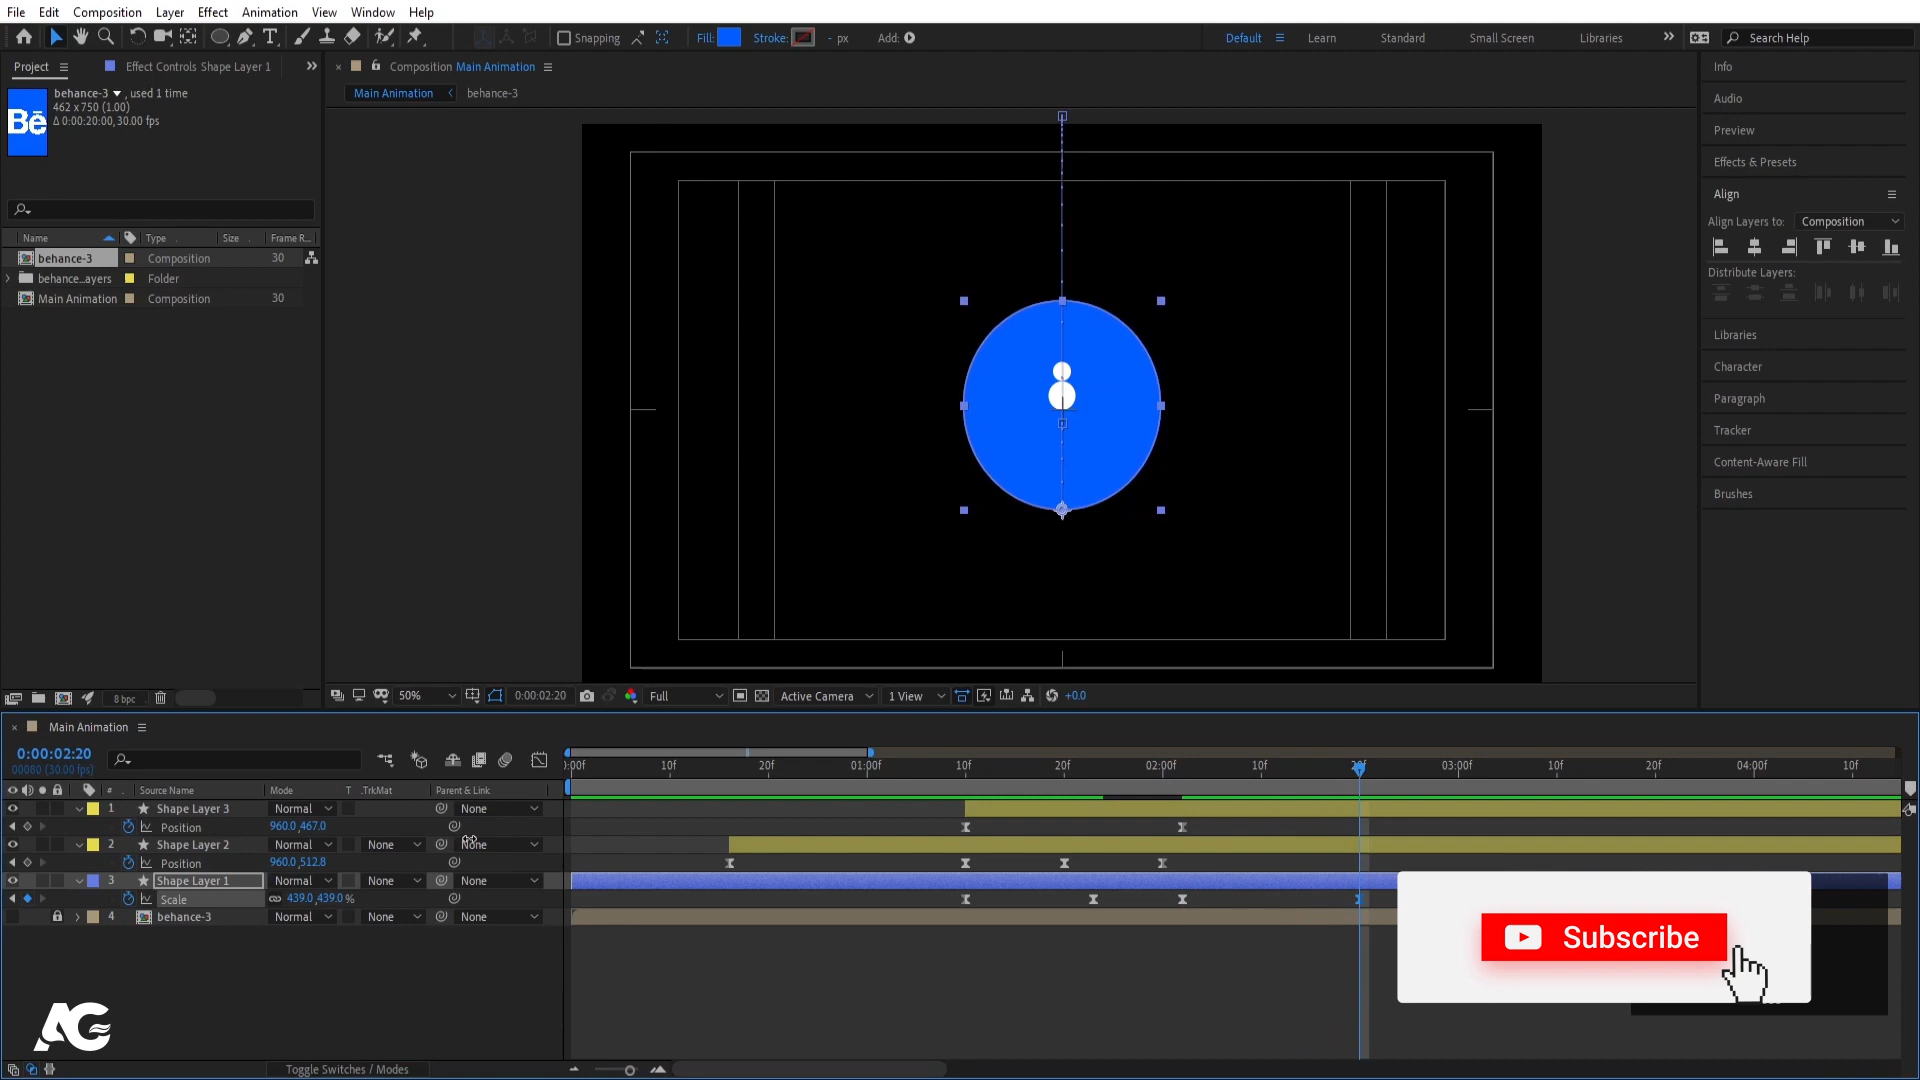 File Edit Composition Layer Effect Animation View Window Help
Snapping Fill: Stroke: - px Add: Default Learn Standard Small Screen Libraries Search Help
Project Effect Controls Shape Layer 1
Composition Main Animation
Main Animation behance-3
behance-3 , used 1 time
462 x 750 (1.00)
Δ 0:00:20:00, 30.00 fps
Bē
Name Type Size Frame R...
behance-3 Composition 30
behance...ayers Folder
Main Animation Composition 30
8 bpc
50% 0:00:02:20 Full Active Camera 1 View +0.0
Info
Audio
Preview
Effects & Presets
Align
Align Layers to: Composition
Distribute Layers:
Libraries
Character
Paragraph
Tracker
Content-Aware Fill
Brushes
Main Animation
0:00:02:20
00080 (30.00 fps)
:00f 10f 20f 01:00f 10f 20f 02:00f 10f 03:00f 10f 20f 04:00f 10f
# Source Name Mode T .TrkMat Parent & Link
1 Shape Layer 3 Normal None
Position 960.0,467.0
2 Shape Layer 2 Normal None None
Position 960.0,512.8
3 Shape Layer 1 Normal None None
Scale 439.0,439.0%
4 behance-3 Normal None None
Subscribe
AG
Toggle Switches / Modes